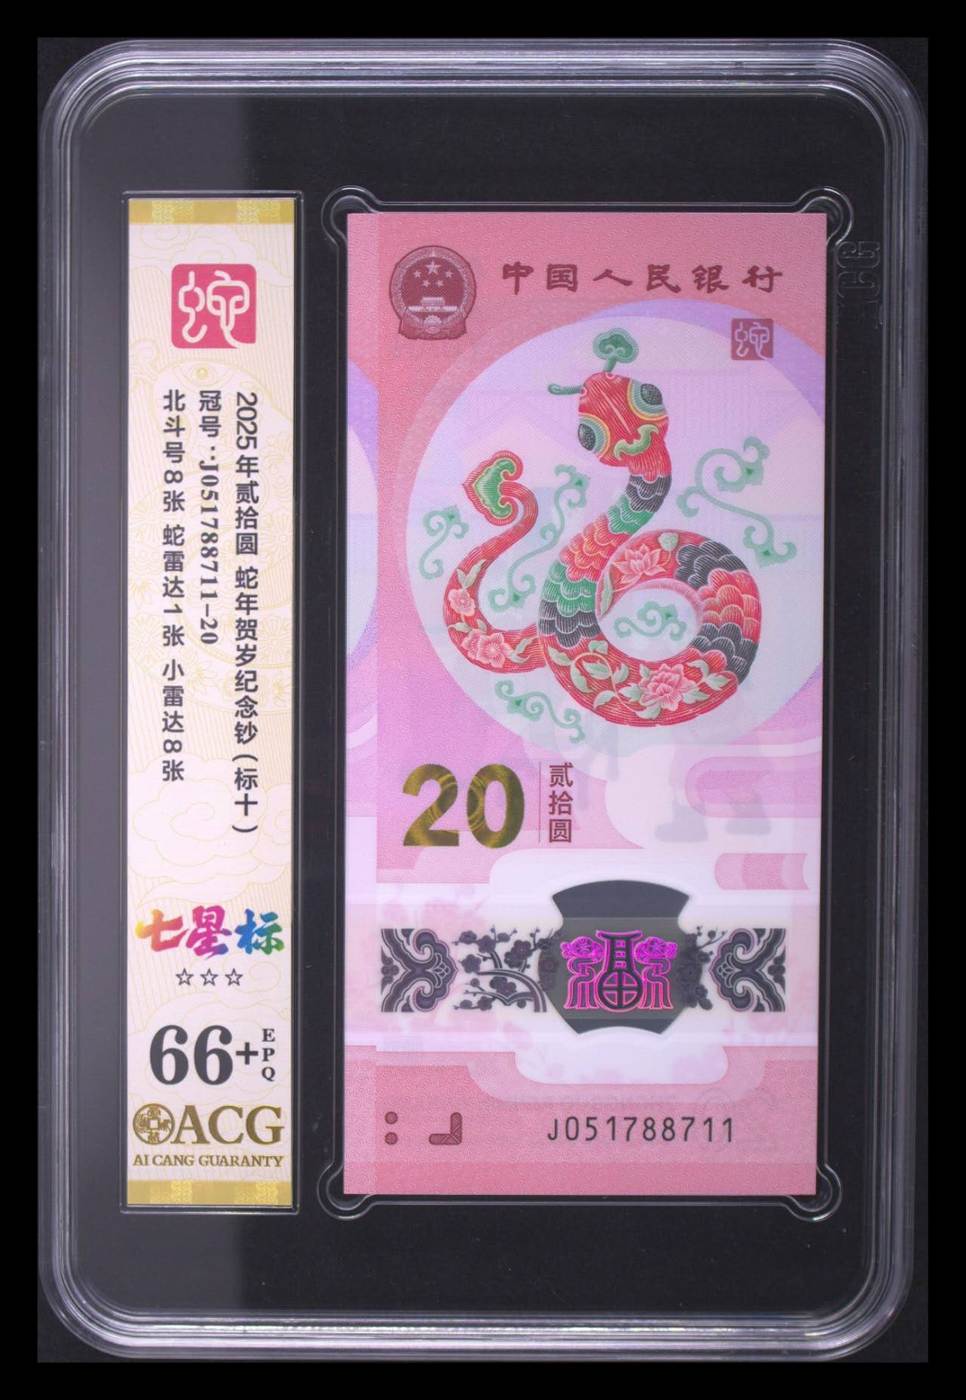 蛇
2025年贰拾圆 蛇年贺岁纪念钞(标十)
冠号:J051788711-20
北斗号8张 蛇雷达1张 小雷达8张
七星标
☆☆☆
66+
EPQ
ACG
AI CANG GUARANTY
中国人民银行
蛇
20
贰拾圆
福
J051788711